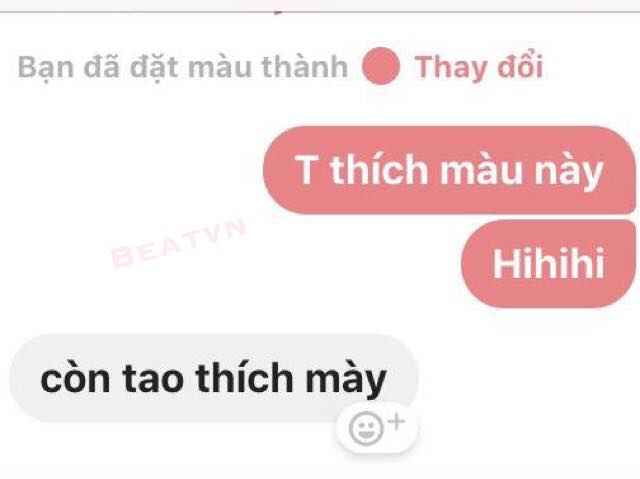 Bạn đã đặt màu thành Thay đổi
T thích màu này
Hihihi
BEATVN
còn tao thích mày